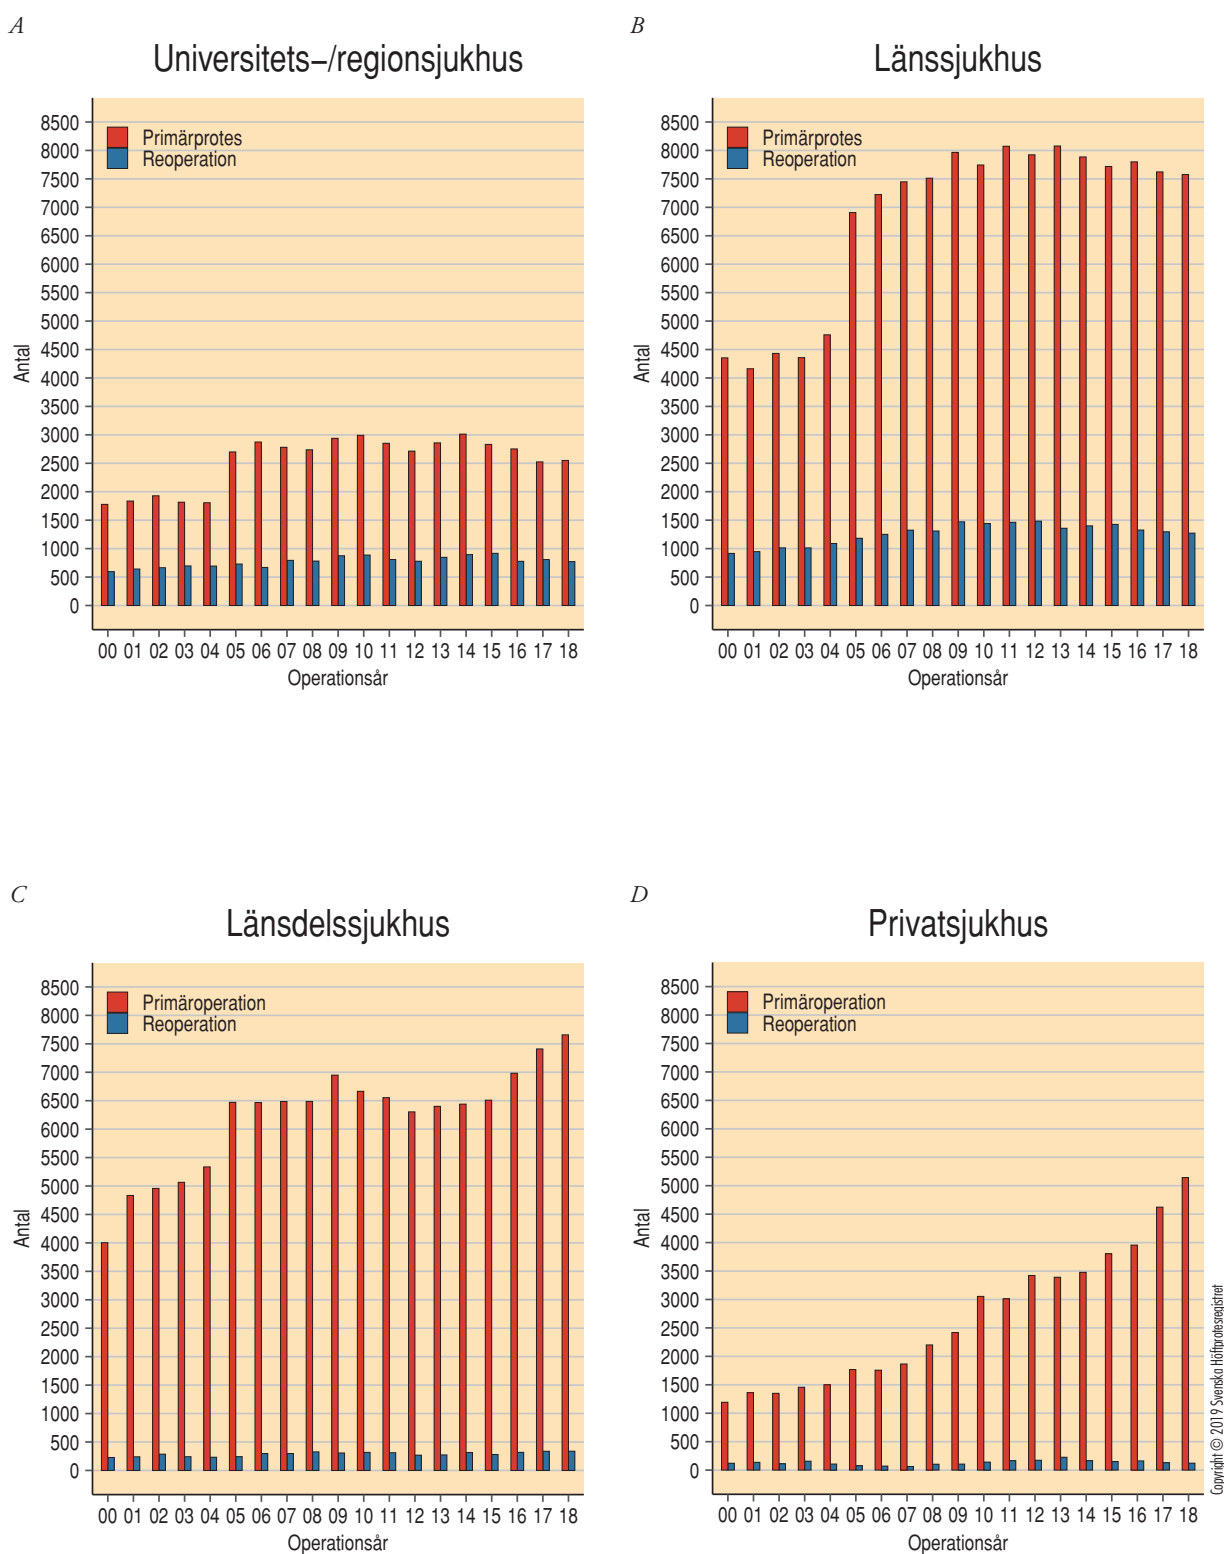 A
Universitets–/regionsjukhus
8500
8000
7500
7000
6500
6000
5500
5000
4500
4000
3500
3000
2500
2000
1500
1000
500
0
Antal
Primärprotes
Reoperation
00 01 02 03 04 05 06 07 08 09 10 11 12 13 14 15 16 17 18
Operationsår
B
Länssjukhus
8500
8000
7500
7000
6500
6000
5500
5000
4500
4000
3500
3000
2500
2000
1500
1000
500
0
Antal
Primärprotes
Reoperation
00 01 02 03 04 05 06 07 08 09 10 11 12 13 14 15 16 17 18
Operationsår
C
Länsdelssjukhus
8500
8000
7500
7000
6500
6000
5500
5000
4500
4000
3500
3000
2500
2000
1500
1000
500
0
Antal
Primäroperation
Reoperation
00 01 02 03 04 05 06 07 08 09 10 11 12 13 14 15 16 17 18
Operationsår
D
Privatsjukhus
8500
8000
7500
7000
6500
6000
5500
5000
4500
4000
3500
3000
2500
2000
1500
1000
500
0
Antal
Primäroperation
Reoperation
00 01 02 03 04 05 06 07 08 09 10 11 12 13 14 15 16 17 18
Operationsår
Copyright © 2019 Svenska Höftprotesregistret